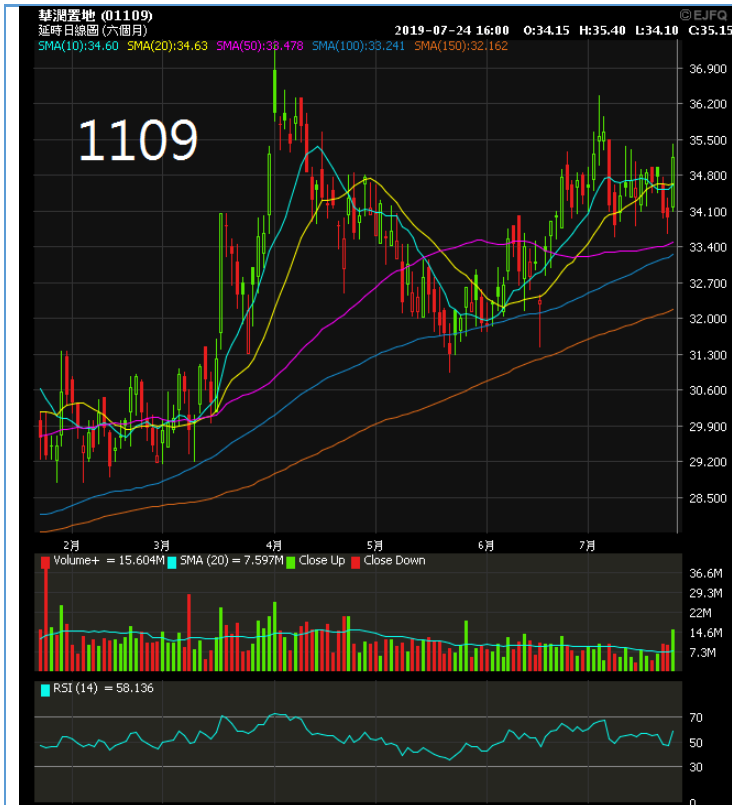 華潤置地 (01109)
©EJFQ
延時日線圖 (六個月)
2019-07-24 16:00 O:34.15 H:35.40 L:34.10 C:35.15
SMA(10):34.60 SMA(20):34.63 SMA(50):33.478 SMA(100):33.241 SMA(150):32.162
1109
36.900
36.200
35.500
34.800
34.100
33.400
32.700
32.000
31.300
30.600
29.900
29.200
28.500
2月 3月 4月 5月 6月 7月
Volume+ = 15.604M SMA (20) = 7.597M Close Up Close Down
36.6M
29.3M
22M
14.6M
7.3M
RSI (14) = 58.136
70
50
30
0